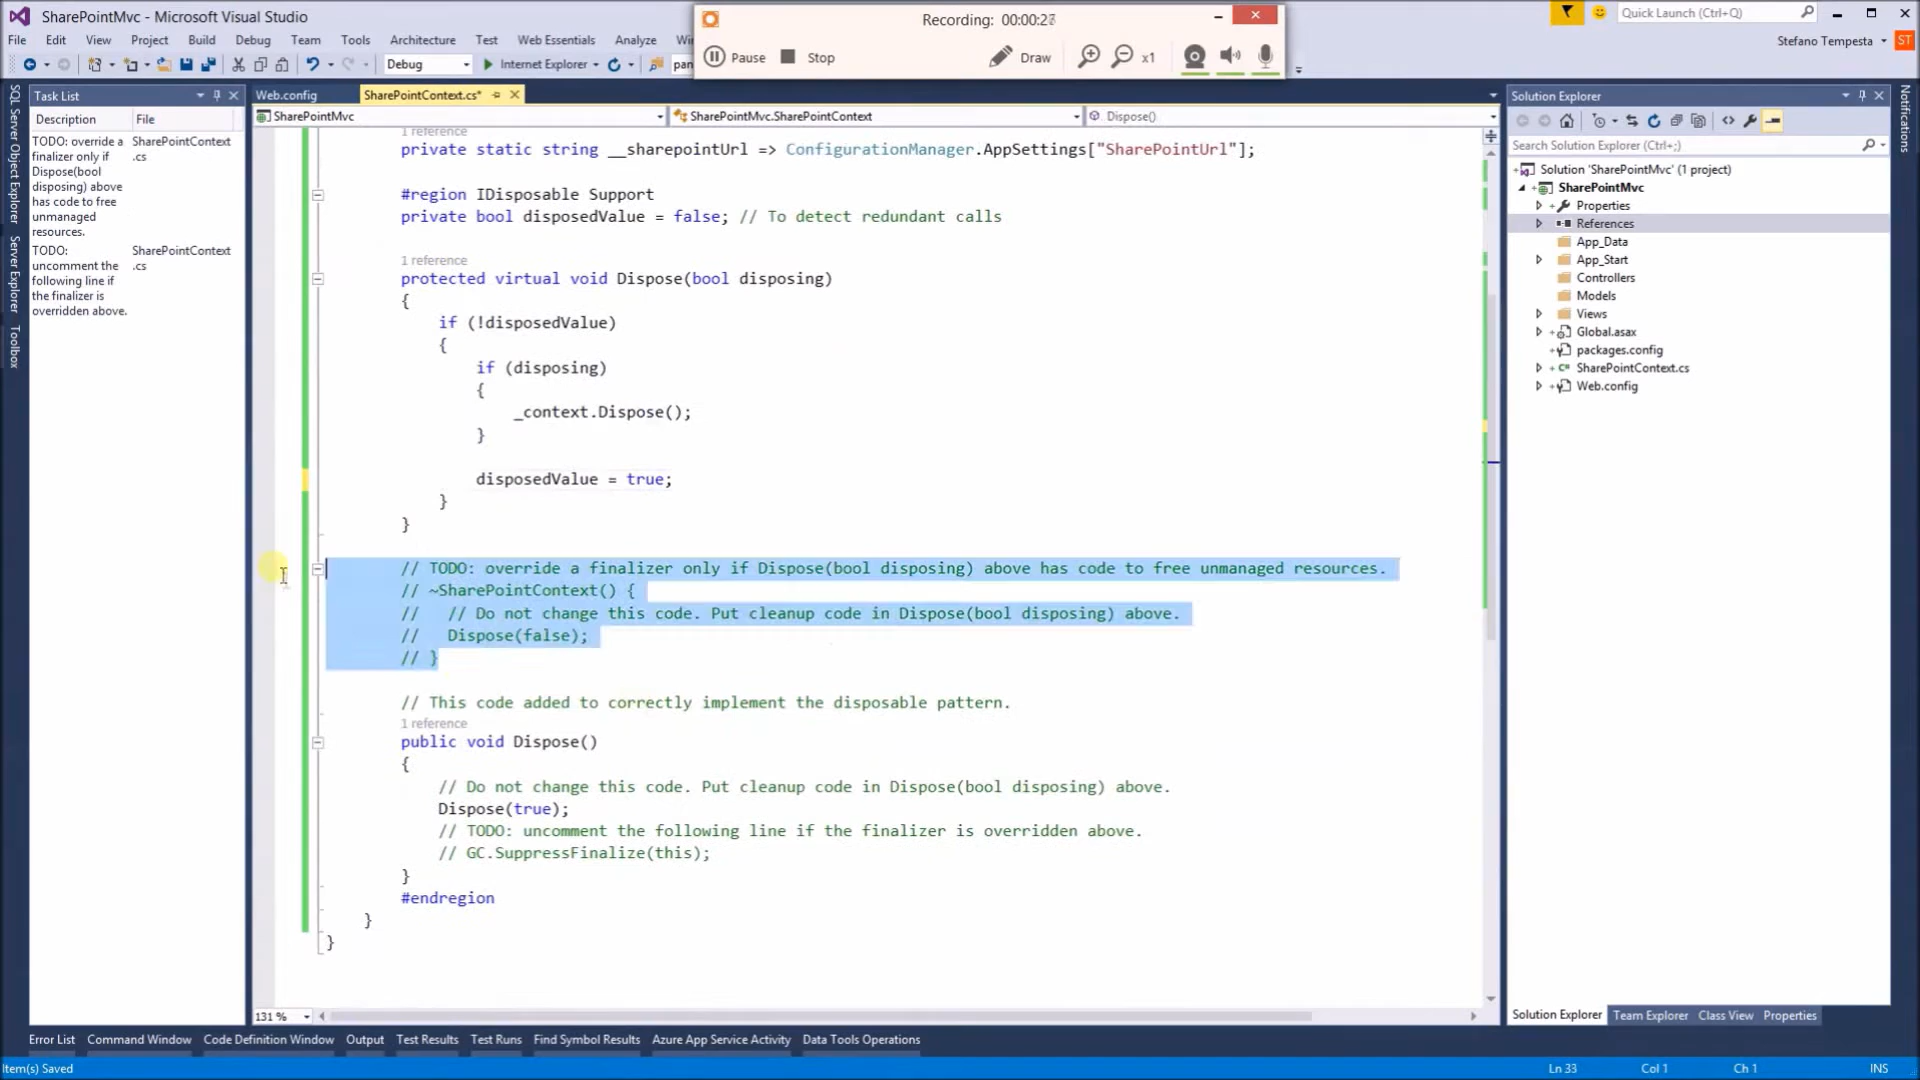 SharePointMvc - Microsoft Visual Studio
Recording: 00:00:27
Quick Launch (Ctrl+Q)
File Edit View Project Build Debug Team Tools Architecture Test Web Essentials Analyze
Pause Stop Draw x1
Stefano Tempesta ST
Debug Internet Explorer
SQL Server Object Explorer
Server Explorer
Toolbox
Task List
Description File
TODO: override a finalizer only if Dispose(bool disposing) above has code to free unmanaged resources. SharePointContext.cs
TODO: uncomment the following line if the finalizer is overridden above. SharePointContext.cs
Web.config SharePointContext.cs*
SharePointMvc SharePointMvc.SharePointContext Dispose()
1 reference
private static string __sharepointUrl => ConfigurationManager.AppSettings["SharePointUrl"];
#region IDisposable Support
private bool disposedValue = false; // To detect redundant calls
1 reference
protected virtual void Dispose(bool disposing)
{
if (!disposedValue)
{
if (disposing)
{
_context.Dispose();
}
disposedValue = true;
}
}
// TODO: override a finalizer only if Dispose(bool disposing) above has code to free unmanaged resources.
// ~SharePointContext() {
//   // Do not change this code. Put cleanup code in Dispose(bool disposing) above.
//   Dispose(false);
// }
// This code added to correctly implement the disposable pattern.
1 reference
public void Dispose()
{
// Do not change this code. Put cleanup code in Dispose(bool disposing) above.
Dispose(true);
// TODO: uncomment the following line if the finalizer is overridden above.
// GC.SuppressFinalize(this);
}
#endregion
}
}
131 %
Solution Explorer
Search Solution Explorer (Ctrl+;)
Solution 'SharePointMvc' (1 project)
SharePointMvc
Properties
References
App_Data
App_Start
Controllers
Models
Views
Global.asax
packages.config
SharePointContext.cs
Web.config
Notifications
Solution Explorer Team Explorer Class View Properties
Error List Command Window Code Definition Window Output Test Results Test Runs Find Symbol Results Azure App Service Activity Data Tools Operations
Item(s) Saved Ln 33 Col 1 Ch 1 INS